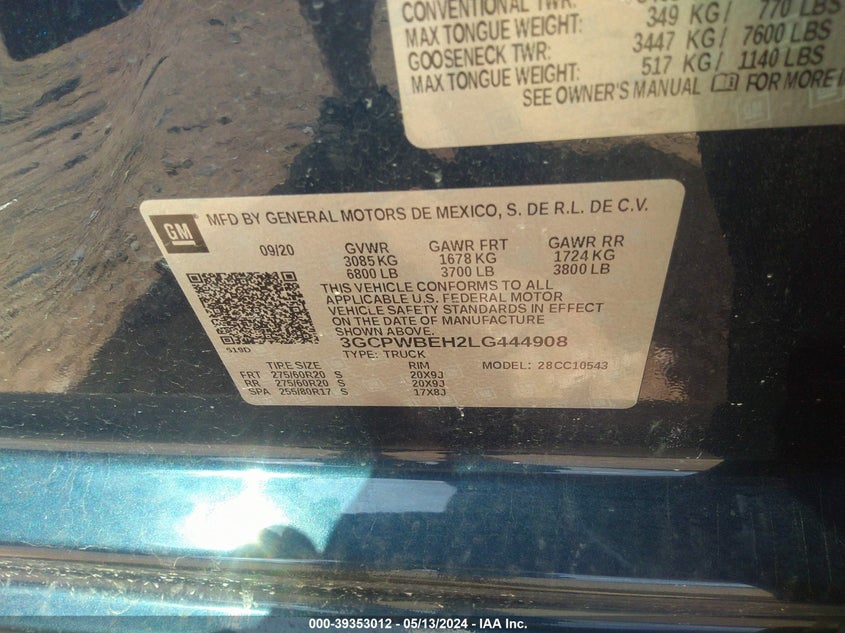 CONVENTIONAL TWR:
349 KG/ 770 LBS
MAX TONGUE WEIGHT:
3447 KG/ 7600 LBS
GOOSENECK TWR:
517 KG/ 1140 LBS
MAX TONGUE WEIGHT:
SEE OWNER'S MANUAL FOR MORE
GM
MFD BY GENERAL MOTORS DE MEXICO, S. DE R.L. DE C.V.
09/20 GVWR GAWR FRT GAWR RR
3085 KG 1678 KG 1724 KG
6800 LB 3700 LB 3800 LB
THIS VEHICLE CONFORMS TO ALL
APPLICABLE U.S. FEDERAL MOTOR
VEHICLE SAFETY STANDARDS IN EFFECT
ON THE DATE OF MANUFACTURE
SHOWN ABOVE.
3GCPWBEH2LG444908
919D
TYPE: TRUCK
TIRE SIZE RIM MODEL: 28CC10543
FRT 275/60R20 S 20X9J
RR 275/60R20 S 20X9J
SPA 255/80R17 S 17X8J
000-39353012 - 05/13/2024 - IAA Inc.